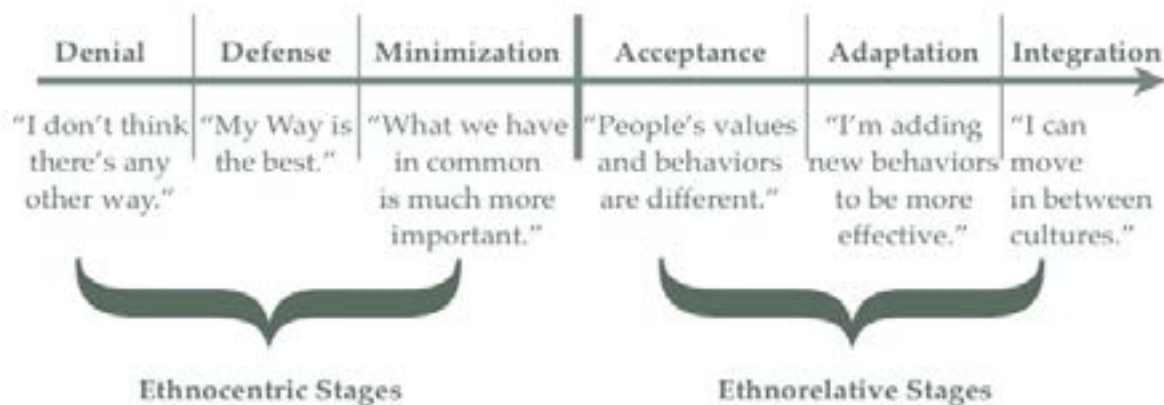 Denial Defense Minimization Acceptance Adaptation Integration
"I don't think
there's any
other way."
"My Way is
the best."
"What we have
in common
is much more
important."
"People's values
and behaviors
are different."
"I'm adding
new behaviors
to be more
effective."
"I can
move
in between
cultures."
Ethnocentric Stages
Ethnorelative Stages